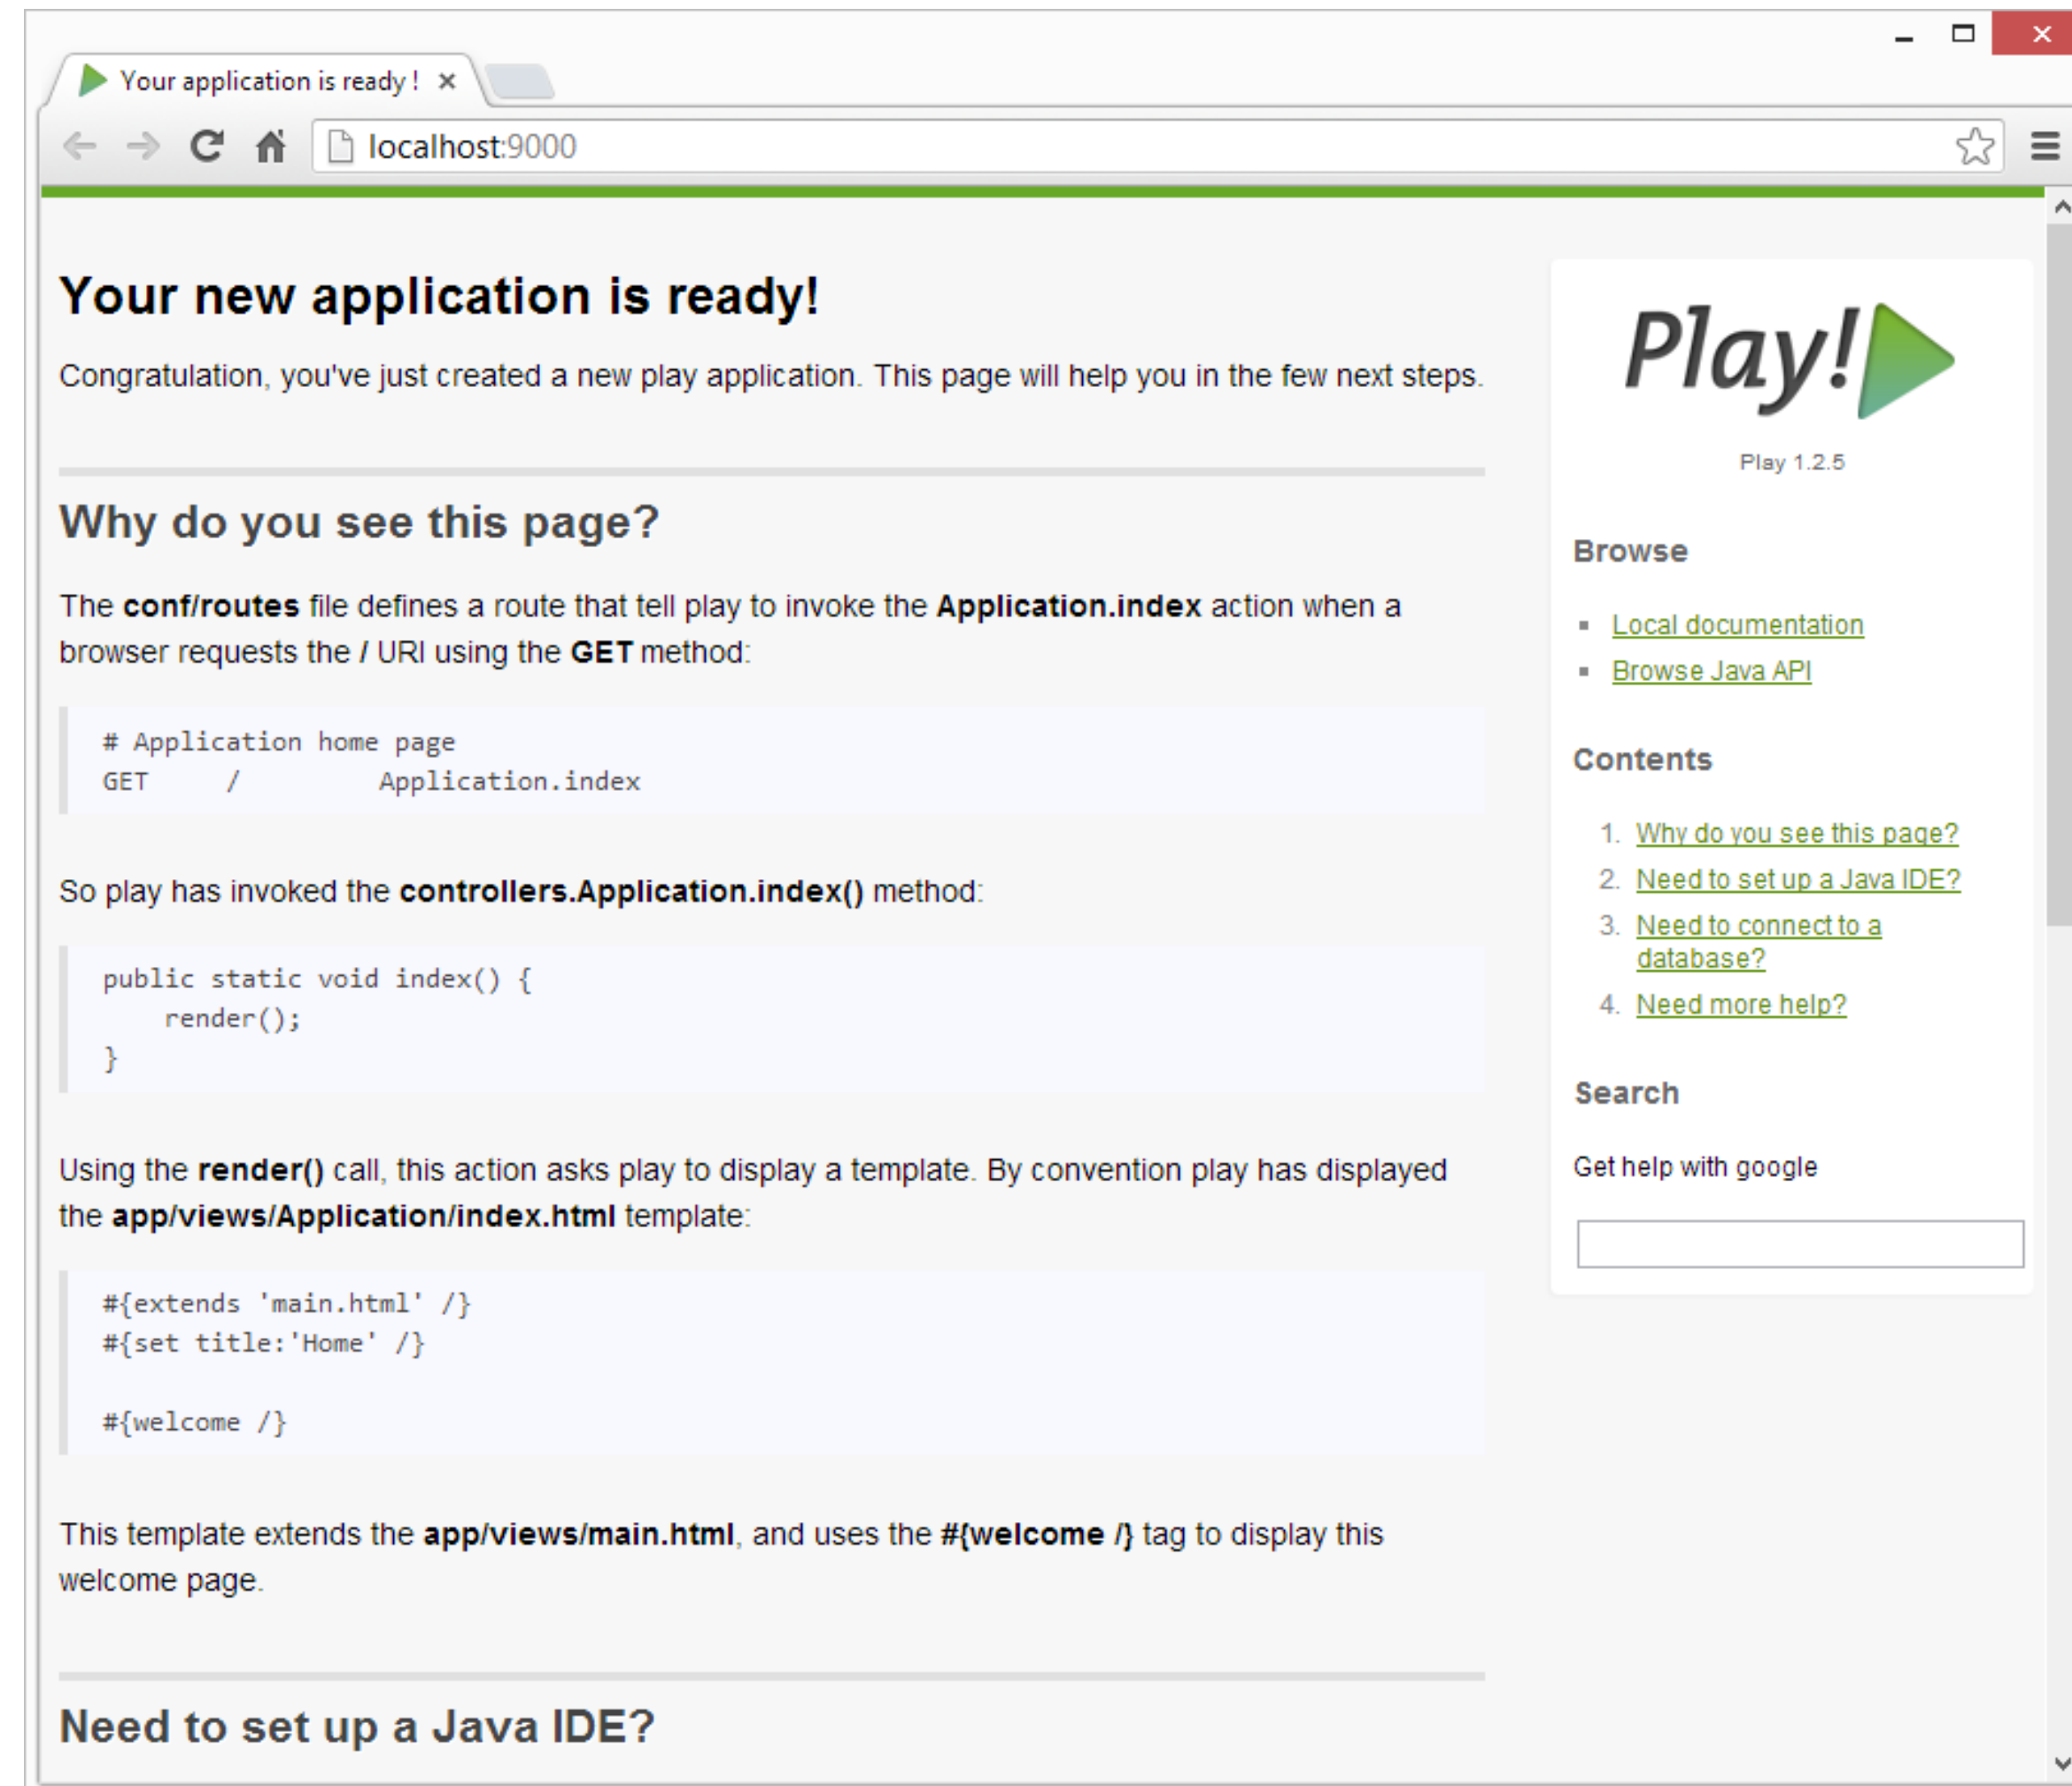 Your application is ready !
localhost:9000
Your new application is ready!
Congratulation, you've just created a new play application. This page will help you in the few next steps.
Why do you see this page?
The conf/routes file defines a route that tell play to invoke the Application.index action when a
browser requests the / URI using the GET method:
# Application home page
GET     /         Application.index
So play has invoked the controllers.Application.index() method:
public static void index() {
    render();
}
Using the render() call, this action asks play to display a template. By convention play has displayed
the app/views/Application/index.html template:
#{extends 'main.html' /}
#{set title:'Home' /}
#{welcome /}
This template extends the app/views/main.html, and uses the #{welcome /} tag to display this
welcome page.
Need to set up a Java IDE?
Play!
Play 1.2.5
Browse
Local documentation
Browse Java API
Contents
1. Why do you see this page?
2. Need to set up a Java IDE?
3. Need to connect to a
database?
4. Need more help?
Search
Get help with google